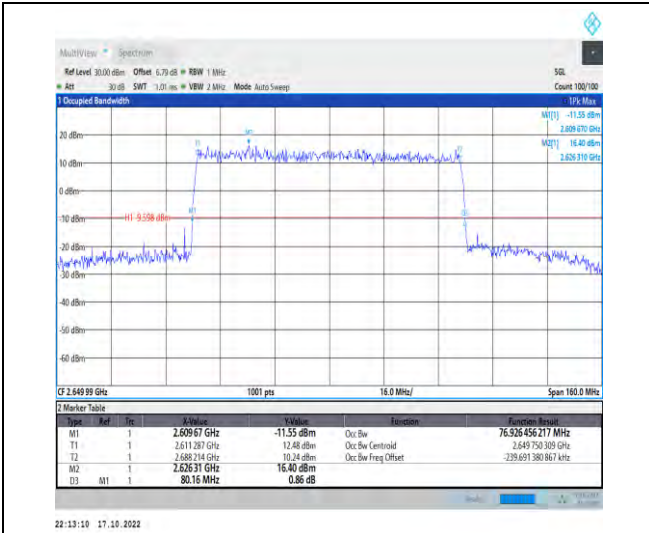 MultiView Spectrum
Ref Level 30.00 dBm Offset 6.79 dB RBW 1 MHz SGL
Att 30 dB SWT 1.01 ms VBW 2 MHz Mode Auto Sweep Count 100/100
1 Occupied Bandwidth 1Pk Max
M1[1] -11.55 dBm
2.609 670 GHz
M2[1] 16.40 dBm
2.626 310 GHz
20 dBm
10 dBm
0 dBm
-10 dBm
H1 -9.598 dBm
M1
-20 dBm
-30 dBm
-40 dBm
-50 dBm
-60 dBm
CF 2.649 99 GHz 1001 pts 16.0 MHz/ Span 160.0 MHz
2 Marker Table
Type Ref Trc X-Value Y-Value Function Function Result
M1 1 2.609 67 GHz -11.55 dBm Occ Bw 76.926 456 217 MHz
T1 1 2.611 287 GHz 12.48 dBm Occ Bw Centroid 2.649 750 309 GHz
T2 1 2.688 214 GHz 10.24 dBm Occ Bw Freq Offset -239.691 380 867 kHz
M2 1 2.626 31 GHz 16.40 dBm
D3 M1 1 80.16 MHz 0.86 dB
22:13:10 17.10.2022